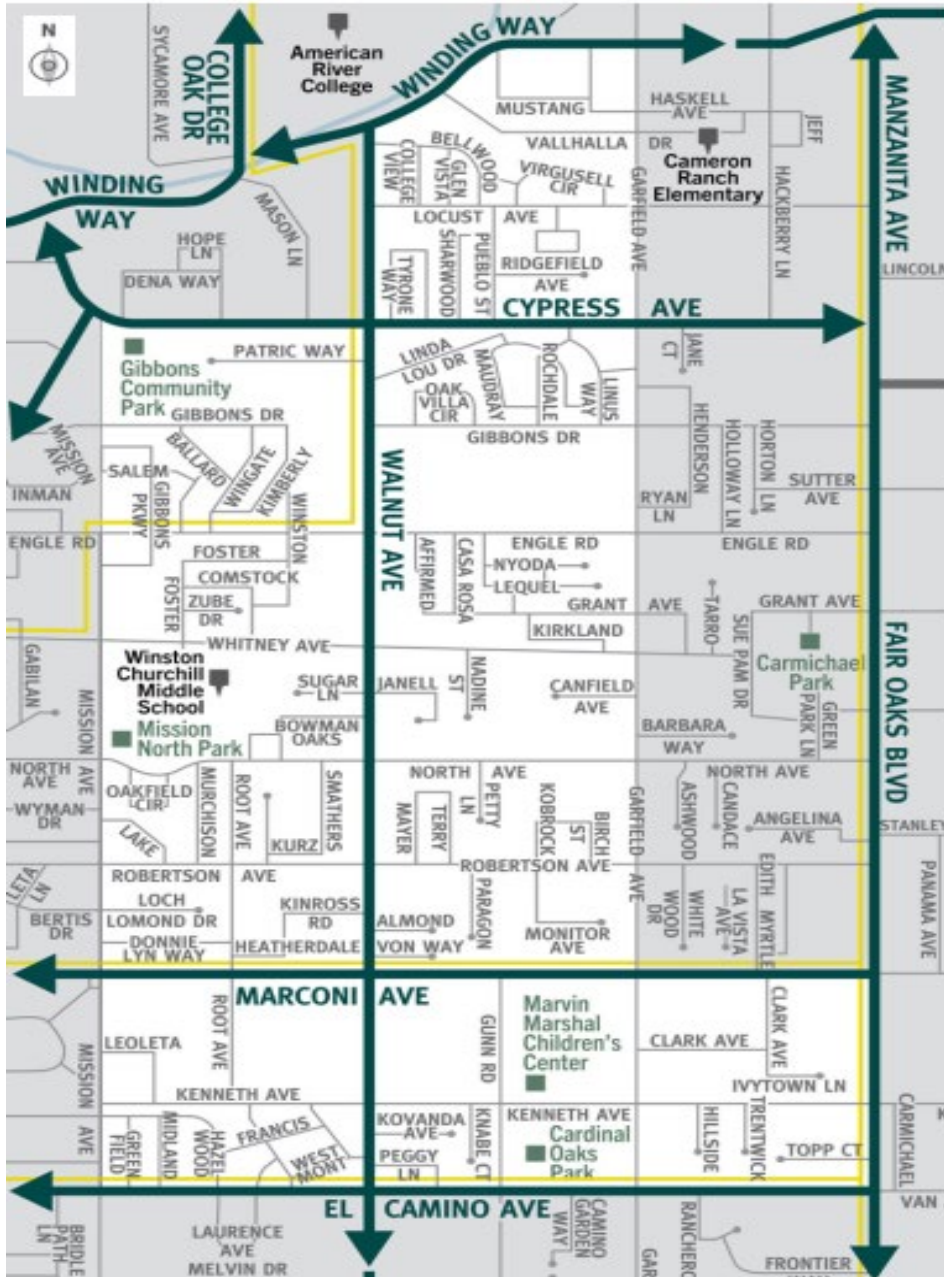 N
SYCAMORE AVE
COLLEGE
OAK DR
American
River
College
WINDING WAY
MUSTANG
HASKELL
AVE
JEFF
VALLHALLA
DR
Cameron
Ranch
Elementary
MANZANITA AVE
BELLWOOD
COLLEGE
VIEW
GLEN
VISTA
VIRGUSELL
CIR
GARFIELD AVE
HACKBERRY LN
WINDING
WAY
MASON LN
LOCUST
AVE
HOPE
LN
DENA WAY
TYRONE
WAY
SHARWOOD
PUEBLO ST
RIDGEFIELD
AVE
LINCOLN
CYPRESS AVE
PATRIC WAY
Gibbons
Community
Park
LINDA
LOU DR
MAUDRAY
ROCHDALE
LINUS
WAY
JANE
CT
OAK
VILLA CIR
GIBBONS DR
GIBBONS DR
MISSION
AVE
SALEM
BALLARD
WINGATE
KIMBERLY
WINSTON
GIBBONS
PKWY
INMAN
WALNUT AVE
HENDERSON
HOLLOWAY LN
HORTON LN
SUTTER
AVE
RYAN
LN
ENGLE RD
ENGLE RD
ENGLE RD
FOSTER
COMSTOCK
FOSTER
ZUBE
DR
AFFIRMED
CASA ROSA
NYODA
LEQUEL
GRANT
AVE
KIRKLAND
TARRO
GRANT AVE
SUE PAM DR
Carmichael
Park
FAIR OAKS BLVD
WHITNEY AVE
GABILAN
Winston
Churchill
Middle
School
SUGAR
LN
JANELL
NADINE
ST
CANFIELD
AVE
BARBARA
WAY
GREEN
PARK LN
MISSION AVE
Mission
North Park
BOWMAN
OAKS
NORTH
AVE
WYMAN
DR
OAKFIELD
CIR
MURCHISON
ROOT AVE
SMATHERS
NORTH AVE
NORTH AVE
LAKE
KURZ
MAYER
TERRY
PETTY
LN
KOBROCK
ST
BIRCH
GARFIELD AVE
ASHWOOD
CANDACE
ANGELINA
AVE
STANLEY
ROBERTSON AVE
ROBERTSON AVE
LETA
LN
BERTIS
DR
LOCH
LOMOND DR
DONNIE
LYN WAY
KINROSS
RD
HEATHERDALE
ALMOND
VON WAY
PARAGON
MONITOR
AVE
WHITE
WOOD DR
LA VISTA
AVE
EDITH
MYRTLE
PANAMA AVE
MARCONI AVE
LEOLETA
ROOT AVE
GUNN RD
Marvin
Marshal
Children's
Center
CLARK AVE
CLARK AVE
IVYTOWN LN
MISSION AVE
KENNETH AVE
KENNETH AVE
GREEN
FIELD
MIDLAND
HAZEL
WOOD
FRANCIS
WEST
MONT
KOVANDA
AVE
PEGGY
LN
KNABE CT
Cardinal
Oaks
Park
HILLSIDE
TRENTWICK
TOPP CT
CARMICHAEL
EL CAMINO AVE
VAN
BRIDLE
PATH
LN
LAURENCE
AVE
MELVIN DR
CAMINO
GARDEN
WAY
GAR
RANCHERO
FRONTIER